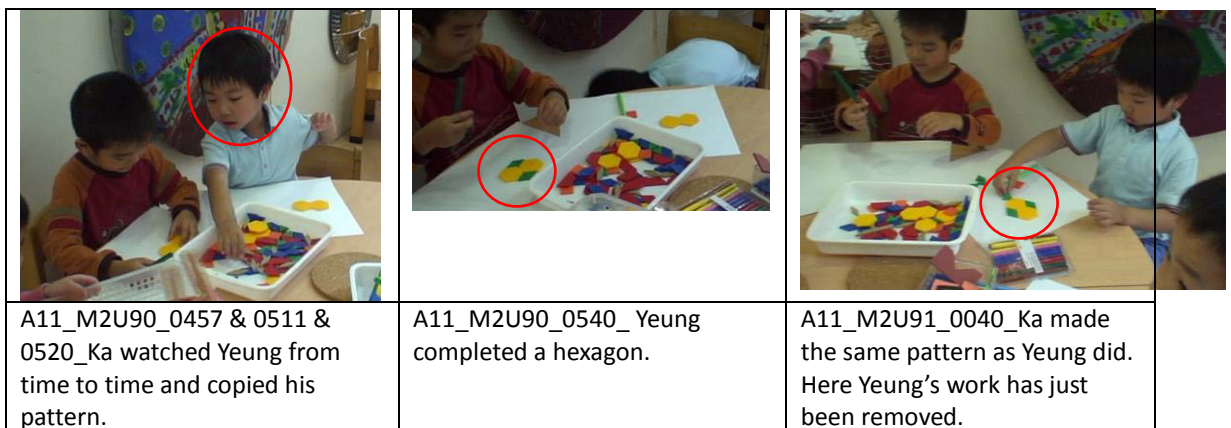 A11_M2U90_0457 & 0511 &
0520_Ka watched Yeung from
time to time and copied his
pattern.
A11_M2U90_0540_ Yeung
completed a hexagon.
A11_M2U91_0040_Ka made
the same pattern as Yeung did.
Here Yeung’s work has just
been removed.